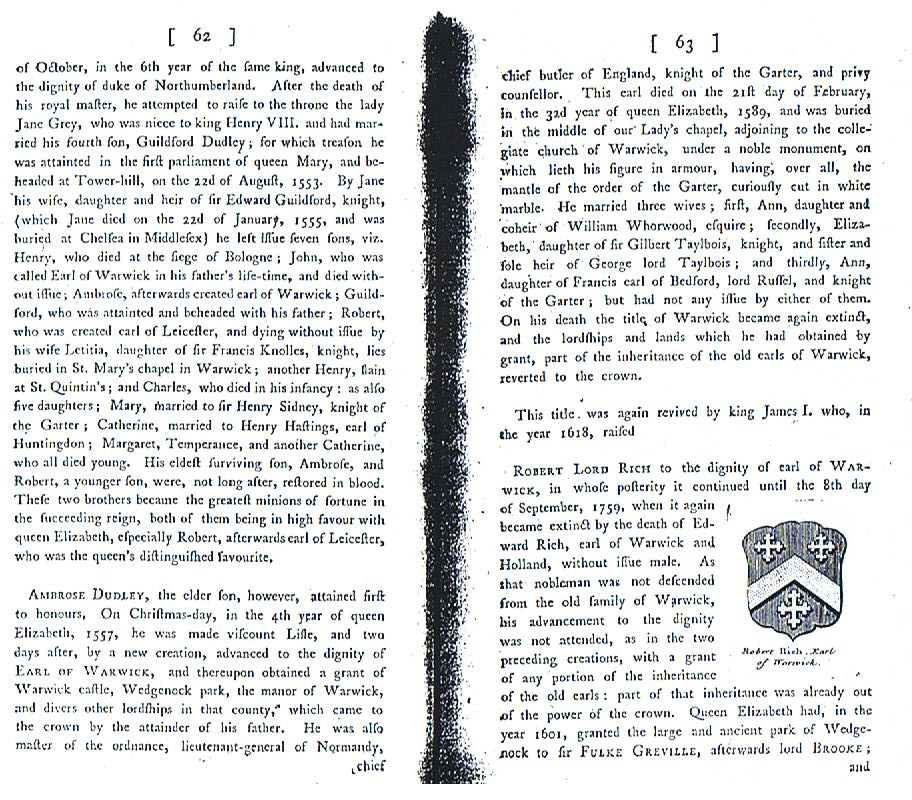 [ 62 ]
of October, in the 6th year of the ſame king, advanced to
the dignity of duke of Northumberland. After the death of
his royal maſter, he attempted to raiſe to the throne the lady
Jane Grey, who was niece to king Henry VIII. and had mar-
ried his fourth ſon, Guildford Dudley; for which treaſon he
was attainted in the firſt parliament of queen Mary, and be-
headed at Tower-hill, on the 22d of Auguſt, 1553. By Jane
his wife, daughter and heir of ſir Edward Guildford, knight,
(which Jane died on the 22d of January, 1555, and was
buried at Chelſea in Middleſex) he left iſſue ſeven ſons, viz.
Henry, who died at the ſiege of Bologne; John, who was
called Earl of Warwick in his father's life-time, and died with-
out iſſue; Ambroſe, afterwards created earl of Warwick; Guild-
ford, who was attainted and beheaded with his father; Robert,
who was created earl of Leiceſter, and dying without iſſue by
his wife Letitia, daughter of ſir Francis Knolles, knight, lies
buried in St. Mary's chapel in Warwick; another Henry, ſlain
at St. Quintin's; and Charles, who died in his infancy: as alſo
five daughters; Mary, married to ſir Henry Sidney, knight of
the Garter; Catherine, married to Henry Haſtings, earl of
Huntingdon; Margaret, Temperance, and another Catherine,
who all died young. His eldeſt ſurviving ſon, Ambroſe, and
Robert, a younger ſon, were, not long after, reſtored in blood.
Theſe two brothers became the greateſt minions of fortune in
the ſucceeding reign, both of them being in high favour with
queen Elizabeth, eſpecially Robert, afterwards earl of Leiceſter,
who was the queen's diſtinguiſhed favourite.
AMBROSE DUDLEY, the elder ſon, however, attained firſt
to honours, On Chriſtmas-day, in the 4th year of queen
Elizabeth, 1557, he was made viſcount Liſle, and two
days after, by a new creation, advanced to the dignity of
EARL OF WARWICK, and thereupon obtained a grant of
Warwick caſtle, Wedgenock park, the manor of Warwick,
and divers other lordſhips in that county, which came to
the crown by the attainder of his father. He was alſo
maſter of the ordnance, lieutenant-general of Normandy,
chief
[ 63 ]
chief butler of England, knight of the Garter, and privy
counſellor. This earl died on the 21ſt day of February,
in the 32d year of queen Elizabeth, 1589, and was buried
in the middle of our Lady's chapel, adjoining to the colle-
giate church of Warwick, under a noble monument, on
which lieth his figure in armour, having, over all, the
mantle of the order of the Garter, curiouſly cut in white
marble. He married three wives; firſt, Ann, daughter and
coheir of William Whorwood, eſquire; ſecondly, Eliza-
beth, daughter of ſir Gilbert Taylbois, knight, and ſiſter and
ſole heir of George lord Taylbois; and thirdly, Ann,
daughter of Francis earl of Bedford, lord Ruſſel, and knight
of the Garter; but had not any iſſue by either of them.
On his death the title of Warwick became again extinct,
and the lordſhips and lands which he had obtained by
grant, part of the inheritance of the old earls of Warwick,
reverted to the crown.
This title was again revived by king James I. who, in
the year 1618, raiſed
ROBERT LORD RICH to the dignity of earl of WAR-
WICK, in whoſe poſterity it continued until the 8th day
of September, 1759, when it again
became extinct by the death of Ed-
ward Rich, earl of Warwick and
Holland, without iſſue male. As
that nobleman was not deſcended
from the old family of Warwick,
his advancement to the dignity
was not attended, as in the two
preceding creations, with a grant
of any portion of the inheritance
Robert Rich, Earl
of Warwick.
of the old earls: part of that inheritance was already out
of the power of the crown. Queen Elizabeth had, in the
year 1601, granted the large and ancient park of Wedge-
nock to ſir FULKE GREVILLE, afterwards lord BROOKE;
and